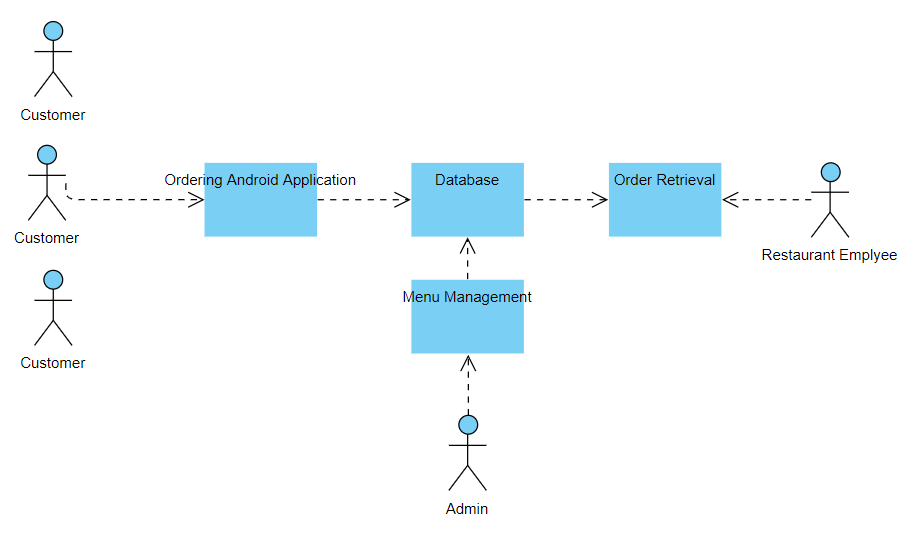 Customer
Customer
Ordering Android Application
Database
Order Retrieval
Restaurant Emplyee
Menu Management
Customer
Admin